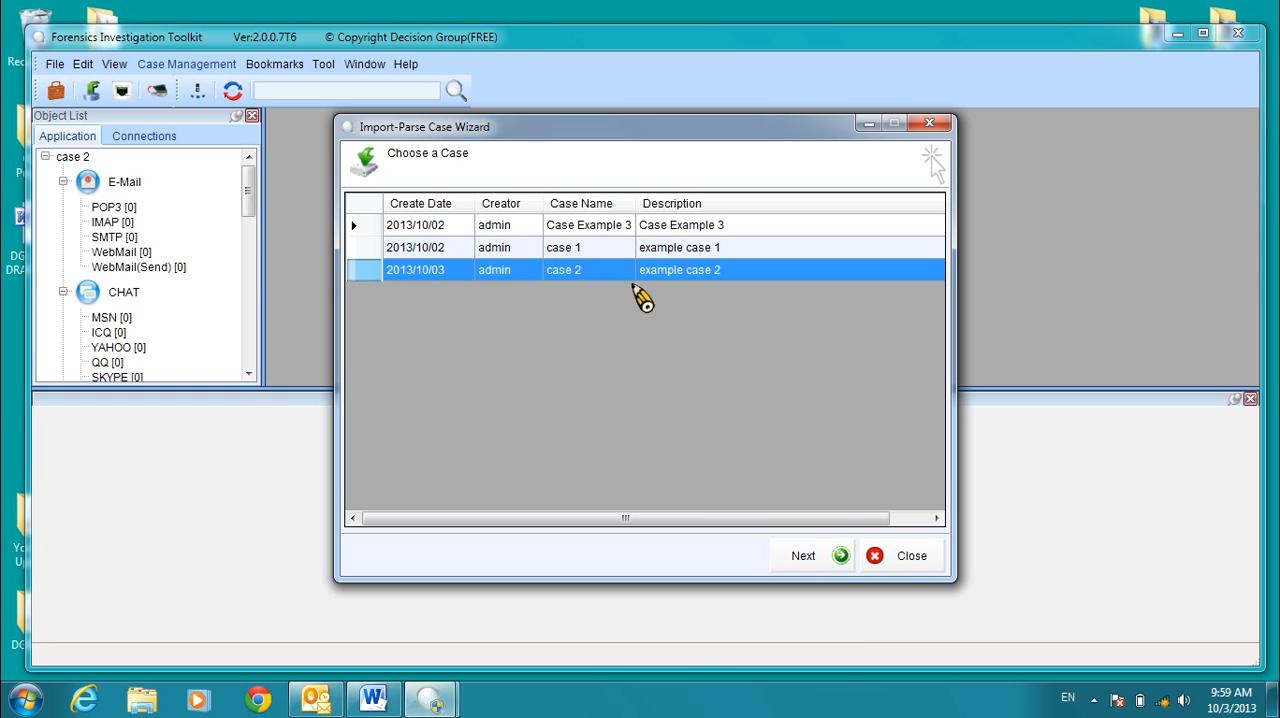 Forensics Investigation Toolkit Ver:2.0.0.7T6 © Copyright Decision Group(FREE)
File Edit View Case Management Bookmarks Tool Window Help
Object List
Application Connections
case 2
E-Mail
POP3 [0]
IMAP [0]
SMTP [0]
WebMail [0]
WebMail(Send) [0]
CHAT
MSN [0]
ICQ [0]
YAHOO [0]
QQ [0]
SKYPE [0]
Import-Parse Case Wizard
Choose a Case
Create Date Creator Case Name Description
2013/10/02 admin Case Example 3 Case Example 3
2013/10/02 admin case 1 example case 1
2013/10/03 admin case 2 example case 2
Next Close
EN
9:59 AM
10/3/2013